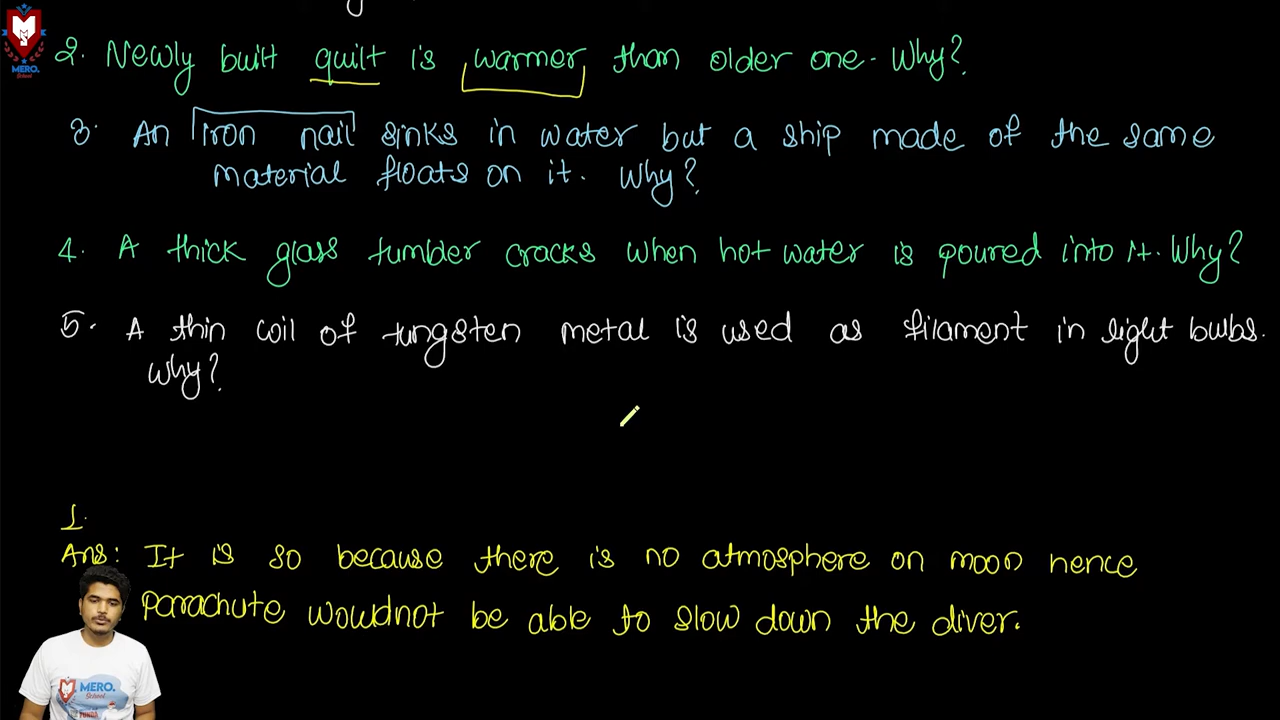 2. Newly built quilt is warmer than older one. Why?
3. An iron nail sinks in water but a ship made of the same
material floats on it. Why?
4. A thick glass tumbler cracks when hot water is poured into it. Why?
5. A thin coil of tungsten metal is used as filament in light bulbs.
Why?
1.
Ans: It is so because there is no atmosphere on moon hence
parachute wouldnot be able to slow down the diver.
MERO.
School
MERO.
School